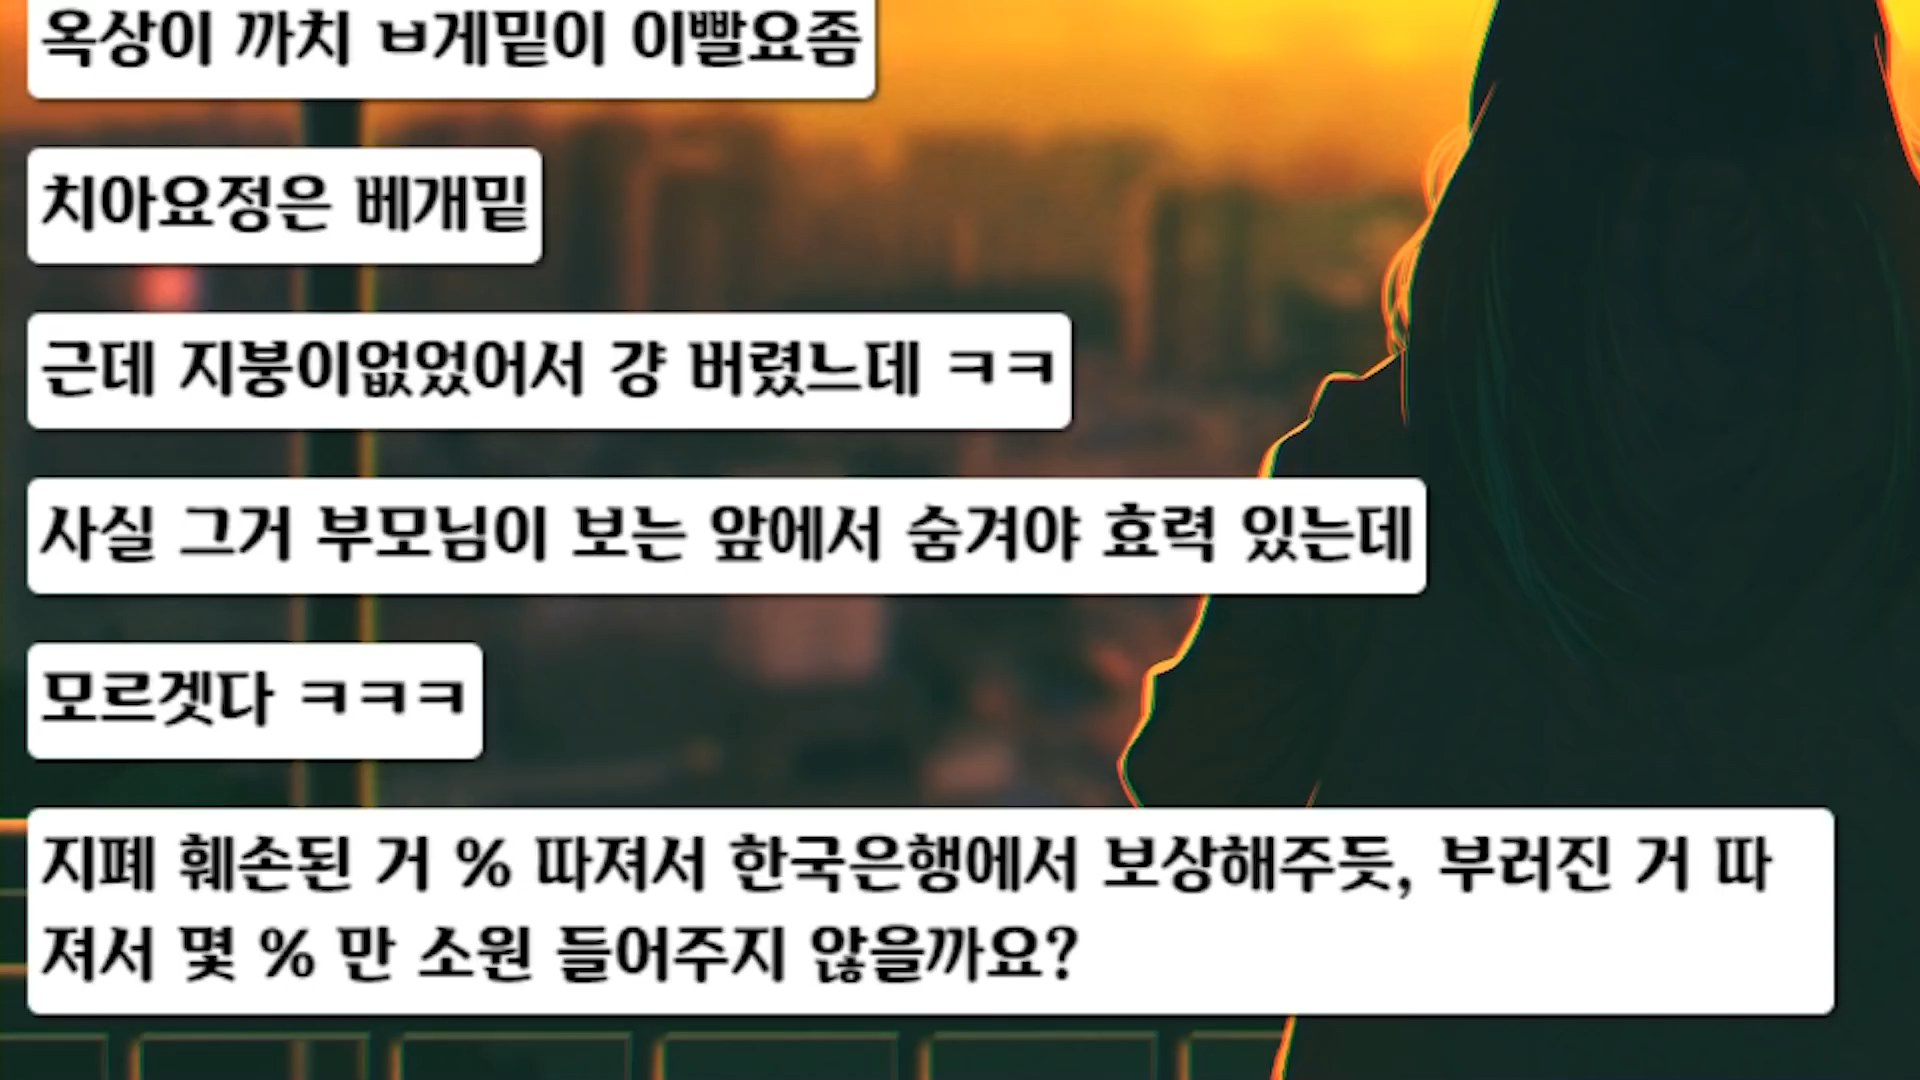 옥상이 까치 ㅂ게밑이 이빨요좀
치아요정은 베개밑
근데 지붕이없었어서 걍 버렸느데 ㅋㅋ
사실 그거 부모님이 보는 앞에서 숨겨야 효력 있는데
모르겟다 ㅋㅋㅋ
지폐 훼손된 거 % 따져서 한국은행에서 보상해주듯, 부러진 거 따
져서 몇 % 만 소원 들어주지 않을까요?